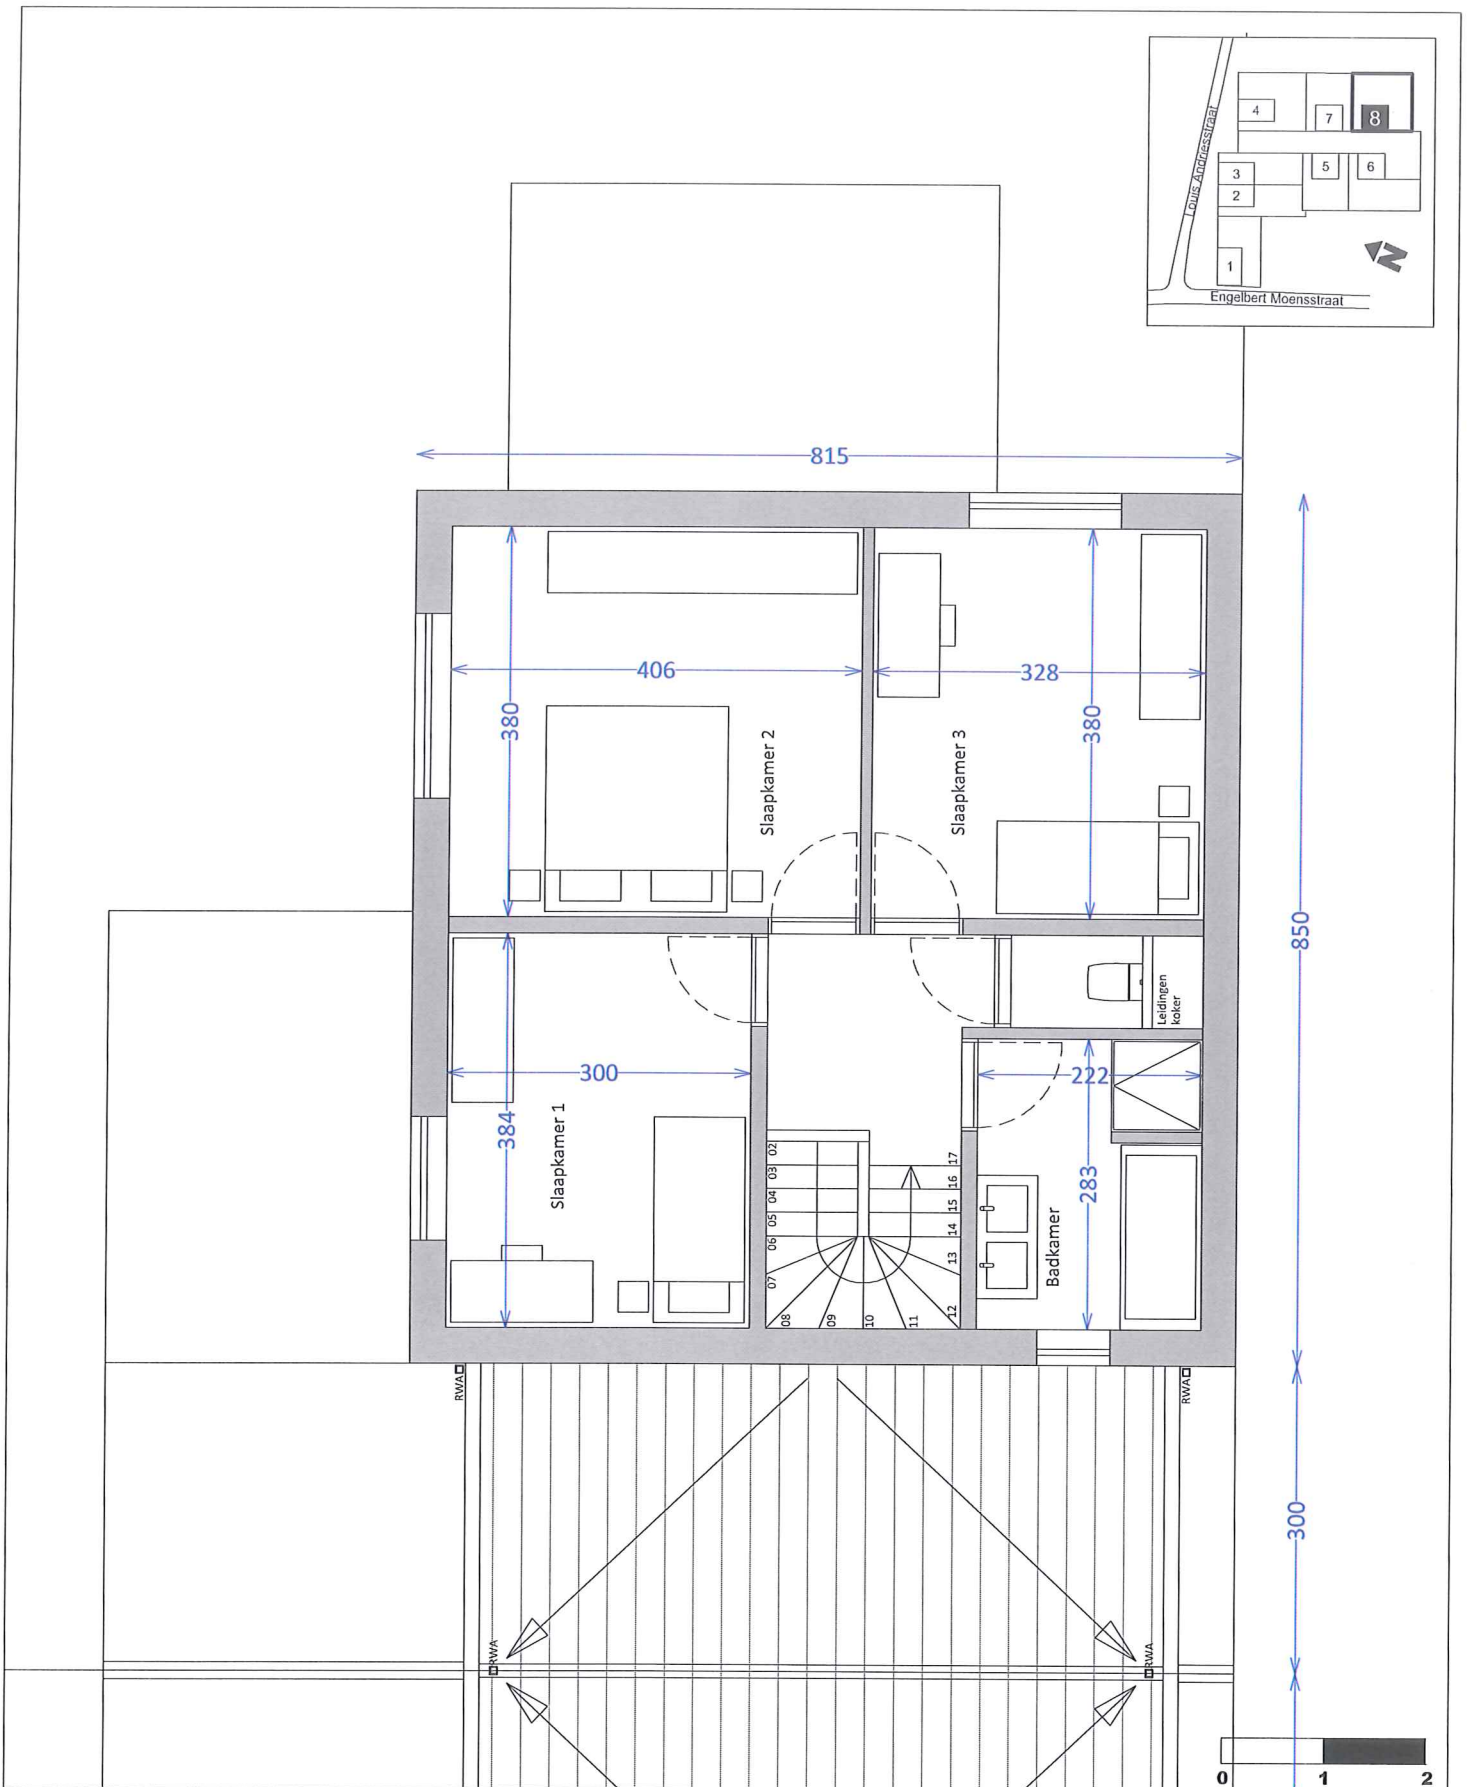 4
7
8
3
2
5
6
1
Louis Andriesstraat
Engelbert Moensstraat
N
815
406
328
380
380
Slaapkamer 2
Slaapkamer 3
850
Leidingen
koker
300
222
384
Slaapkamer 1
283
Badkamer
02
03
04
05
06
07
08
09
10
11
12
13
14
15
16
17
RWA
RWA
300
RWA
RWA
0 1 2